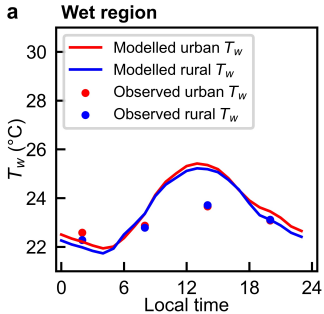 a Wet region
Modelled urban Tw
Modelled rural Tw
Observed urban Tw
Observed rural Tw
Tw (°C)
30
28
26
24
22
0 6 12 18 24
Local time